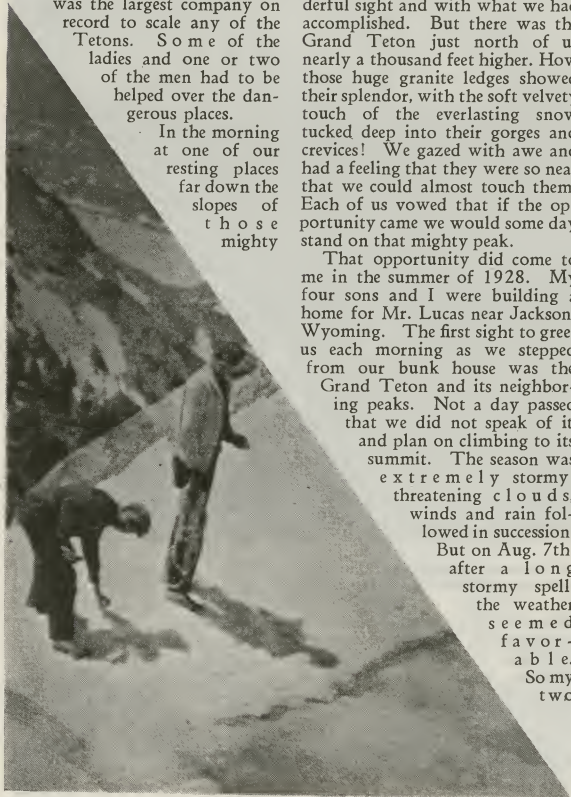 was the largest company on
record to scale any of the
Tetons. Some of the
ladies and one or two
of the men had to be
helped over the dan-
gerous places.
In the morning
at one of our
resting places
far down the
slopes of
those
mighty
derful sight and with what we had
accomplished. But there was th
Grand Teton just north of u
nearly a thousand feet higher. How
those huge granite ledges showed
their splendor, with the soft velvety
touch of the everlasting snow
tucked deep into their gorges and
crevices! We gazed with awe and
had a feeling that they were so nea
that we could almost touch them
Each of us vowed that if the op
portunity came we would some day
stand on that mighty peak.
That opportunity did come to
me in the summer of 1928. My
four sons and I were building a
home for Mr. Lucas near Jackson
Wyoming. The first sight to gree
us each morning as we stepped
from our bunk house was the
Grand Teton and its neighbor-
ing peaks. Not a day passed
that we did not speak of it
and plan on climbing to its
summit. The season was
extremely stormy
threatening clouds,
winds and rain fol-
lowed in succession
But on Aug. 7th
after a long
stormy spell
the weather
seemed
favor-
able.
So my
two